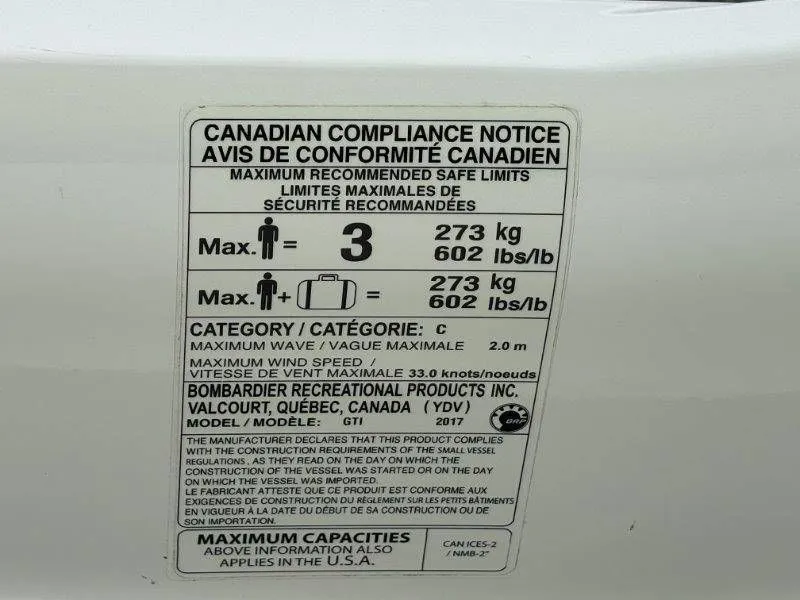 CANADIAN COMPLIANCE NOTICE
AVIS DE CONFORMITÉ CANADIEN
MAXIMUM RECOMMENDED SAFE LIMITS
LIMITES MAXIMALES DE
SÉCURITÉ RECOMMANDÉES
Max. = 3 273 kg
602 lbs/lb
Max. + = 273 kg
602 lbs/lb
CATEGORY / CATÉGORIE: C
MAXIMUM WAVE / VAGUE MAXIMALE 2.0 m
MAXIMUM WIND SPEED /
VITESSE DE VENT MAXIMALE 33.0 knots/noeuds
BOMBARDIER RECREATIONAL PRODUCTS INC.
VALCOURT, QUÉBEC, CANADA (YDV)
MODEL / MODÈLE: GTI 2017
BRP
THE MANUFACTURER DECLARES THAT THIS PRODUCT COMPLIES
WITH THE CONSTRUCTION REQUIREMENTS OF THE SMALL VESSEL
REGULATIONS, AS THEY READ ON THE DAY ON WHICH THE
CONSTRUCTION OF THE VESSEL WAS STARTED OR ON THE DAY
ON WHICH THE VESSEL WAS IMPORTED.
LE FABRICANT ATTESTE QUE CE PRODUIT EST CONFORME AUX
EXIGENCES DE CONSTRUCTION DU RÈGLEMENT SUR LES PETITS BÂTIMENTS
EN VIGUEUR À LA DATE DU DÉBUT DE SA CONSTRUCTION OU DE
SON IMPORTATION.
MAXIMUM CAPACITIES
ABOVE INFORMATION ALSO
APPLIES IN THE U.S.A.
CAN ICES-2
/ NMB-2"